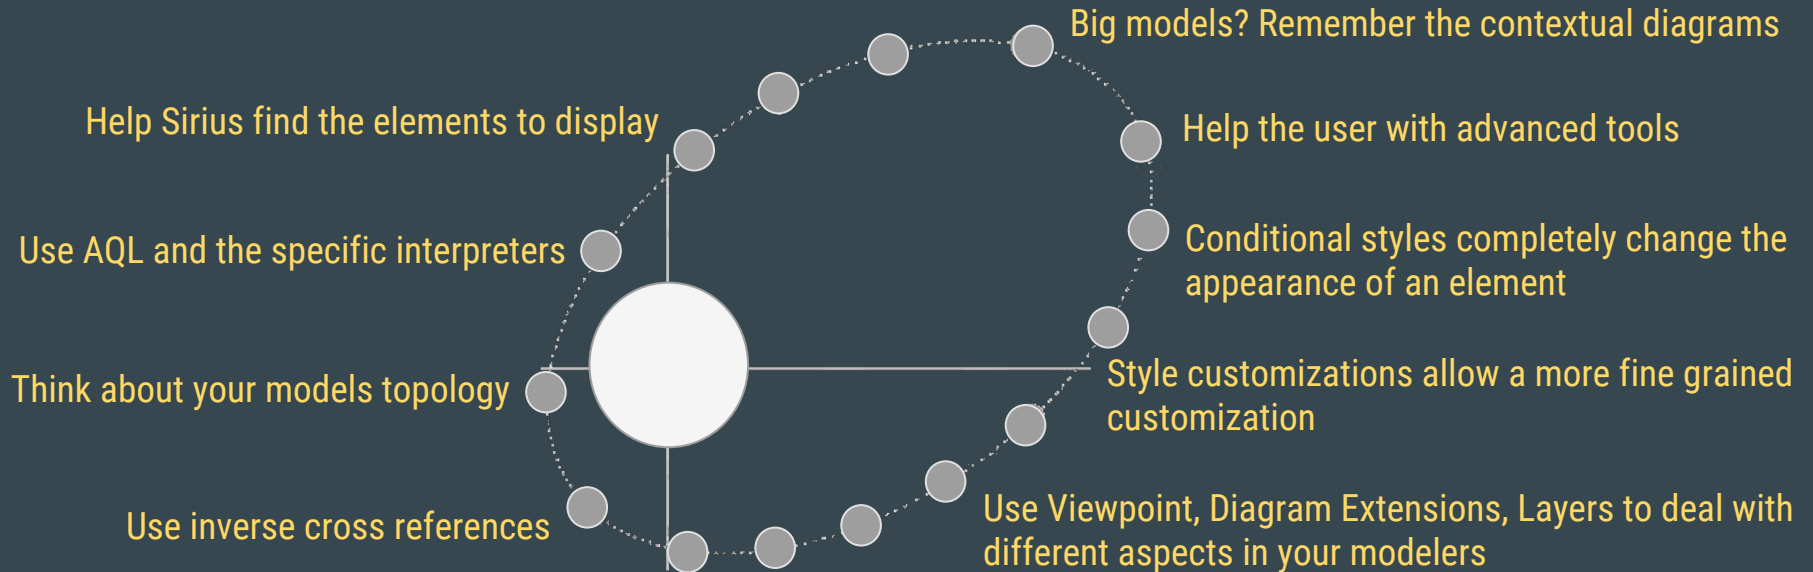 Big models? Remember the contextual diagrams
Help Sirius find the elements to display
Help the user with advanced tools
Use AQL and the specific interpreters
Conditional styles completely change the
appearance of an element
Think about your models topology
Style customizations allow a more fine grained
customization
Use inverse cross references
Use Viewpoint, Diagram Extensions, Layers to deal with
different aspects in your modelers